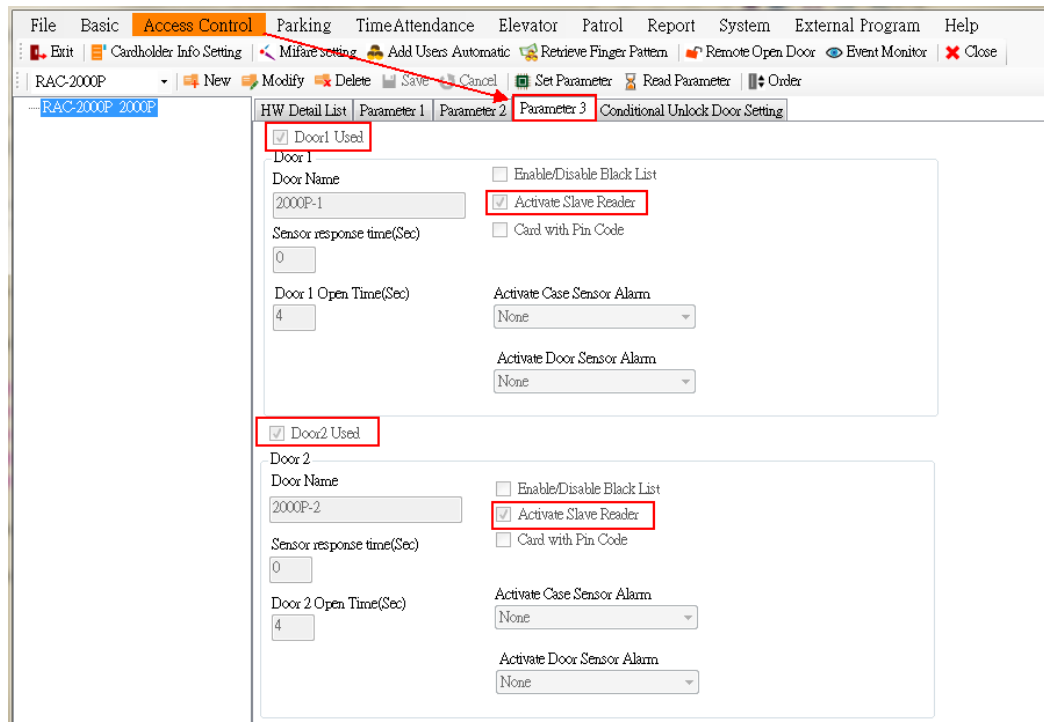 File Basic Access Control Parking TimeAttendance Elevator Patrol Report System External Program Help
Exit Cardholder Info Setting Mifare setting Add Users Automatic Retrieve Finger Pattern Remote Open Door Event Monitor Close
RAC-2000P New Modify Delete Save Cancel Set Parameter Read Parameter Order
RAC-2000P 2000P
HW Detail List Parameter 1 Parameter 2 Parameter 3 Conditional Unlock Door Setting
Door1 Used
Door 1
Door Name
Enable/Disable Black List
2000P-1
Activate Slave Reader
Sensor response time(Sec)
Card with Pin Code
0
Door 1 Open Time(Sec)
Activate Case Sensor Alarm
4
None
Activate Door Sensor Alarm
None
Door2 Used
Door 2
Door Name
Enable/Disable Black List
2000P-2
Activate Slave Reader
Sensor response time(Sec)
Card with Pin Code
0
Door 2 Open Time(Sec)
Activate Case Sensor Alarm
4
None
Activate Door Sensor Alarm
None